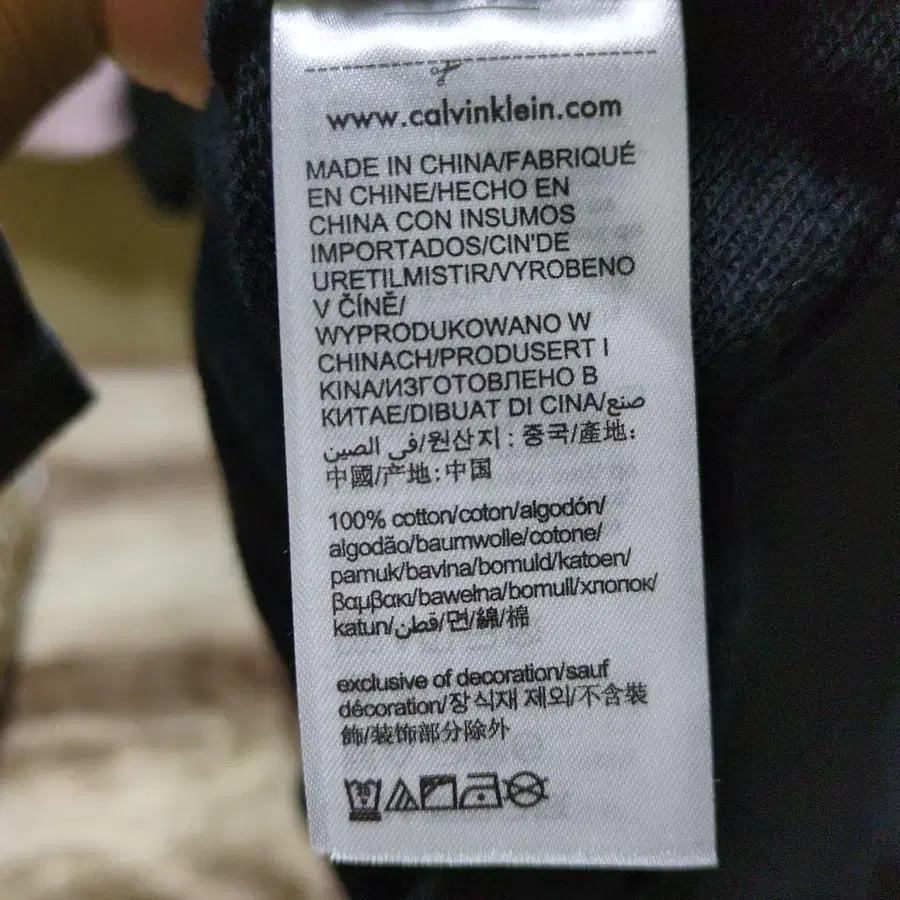 www.calvinklein.com
MADE IN CHINA/FABRIQUÉ
EN CHINE/HECHO EN
CHINA CON INSUMOS
IMPORTADOS/CIN'DE
URETILMISTIR/VYROBENO
V ČÍNĚ/
WYPRODUKOWANO W
CHINACH/PRODUSERT I
KINA/ИЗГОТОВЛЕНО В
КИТАЕ/DIBUAT DI CINA/صنع
في الصين/원산지 : 중국/產地:
中國/产地:中国
100% cotton/coton/algodón/
algodão/baumwolle/cotone/
pamuk/bavlna/bomuld/katoen/
βαμβακι/bawełna/bomull/хлопок/
katun/قطن/면/綿/棉
exclusive of decoration/sauf
décoration/장식재 제외/不含裝
飾/装饰部分除外
30